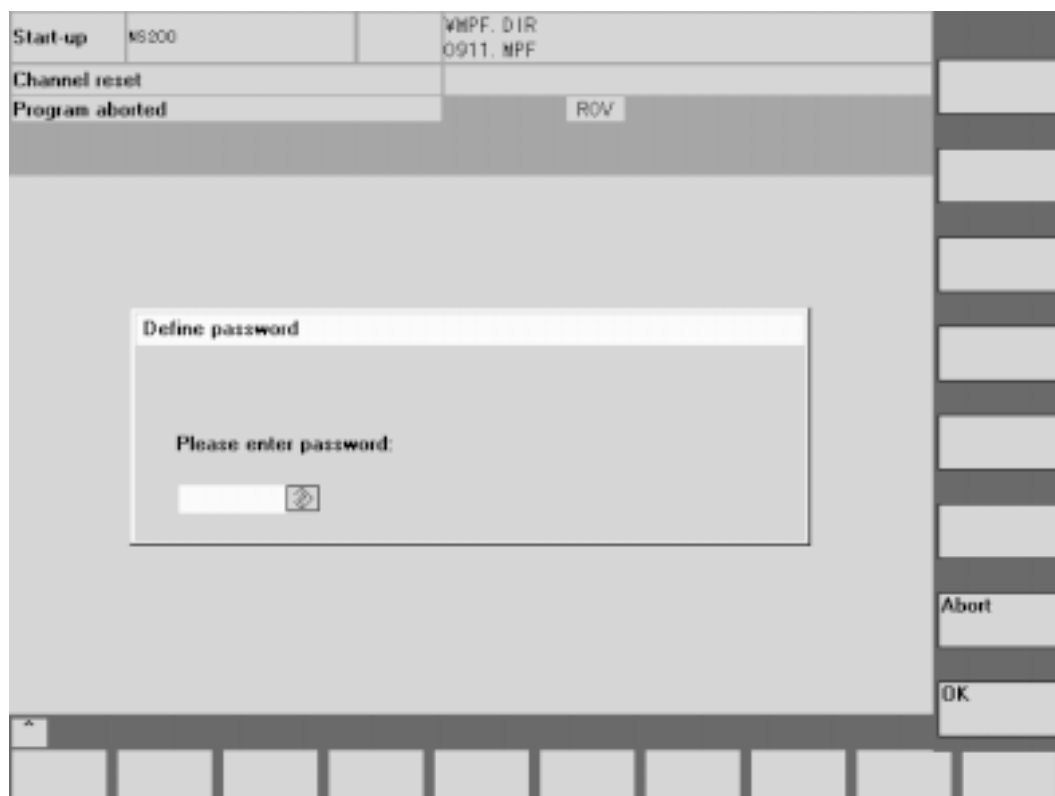 Start-up
MS200
¥MPF.DIR
0911.MPF
Channel reset
Program aborted
ROV
Define password
Please enter password:
Abort
OK
^